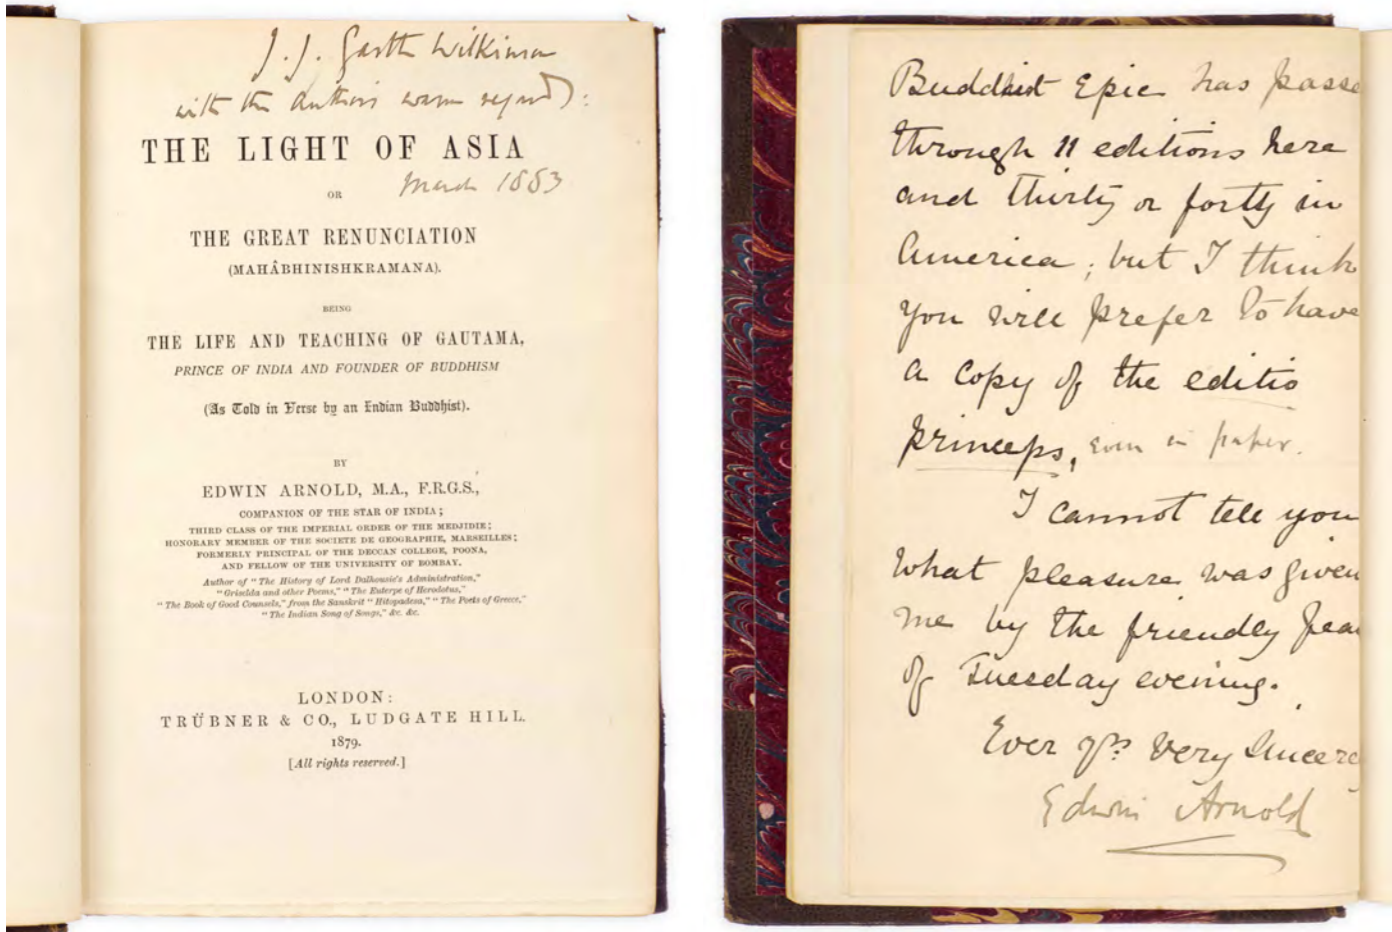 J. J. Garth Wilkinson
with the author's warm regards:
THE LIGHT OF ASIA
March 1883
OR
THE GREAT RENUNCIATION
(MAHÂBHINISHKRAMANA).
BEING
THE LIFE AND TEACHING OF GAUTAMA,
PRINCE OF INDIA AND FOUNDER OF BUDDHISM
(As Told in Verse by an Indian Buddhist).
BY
EDWIN ARNOLD, M.A., F.R.G.S.,
COMPANION OF THE STAR OF INDIA;
THIRD CLASS OF THE IMPERIAL ORDER OF THE MEDJIDIE;
HONORARY MEMBER OF THE SOCIETE DE GEOGRAPHIE, MARSEILLES;
FORMERLY PRINCIPAL OF THE DECCAN COLLEGE, POONA,
AND FELLOW OF THE UNIVERSITY OF BOMBAY.
Author of "The History of Lord Dalhousie's Administration,"
"Griselda and other Poems," "The Euterpe of Herodotus,"
"The Book of Good Counsels," from the Sanskrit "Hitopadesa," "The Poets of Greece,"
"The Indian Song of Songs," &c. &c.
LONDON:
TRÜBNER & CO., LUDGATE HILL.
1879.
[All rights reserved.]
Buddhist Epic has passe
through 11 editions here
and thirty or forty in
America; but I think
you will prefer to have
a copy of the editio
princeps, even in paper.
I cannot tell you
what pleasure was given
me by the friendly fea
of Tuesday evening.
Ever yrs very sincere
Edwin Arnold